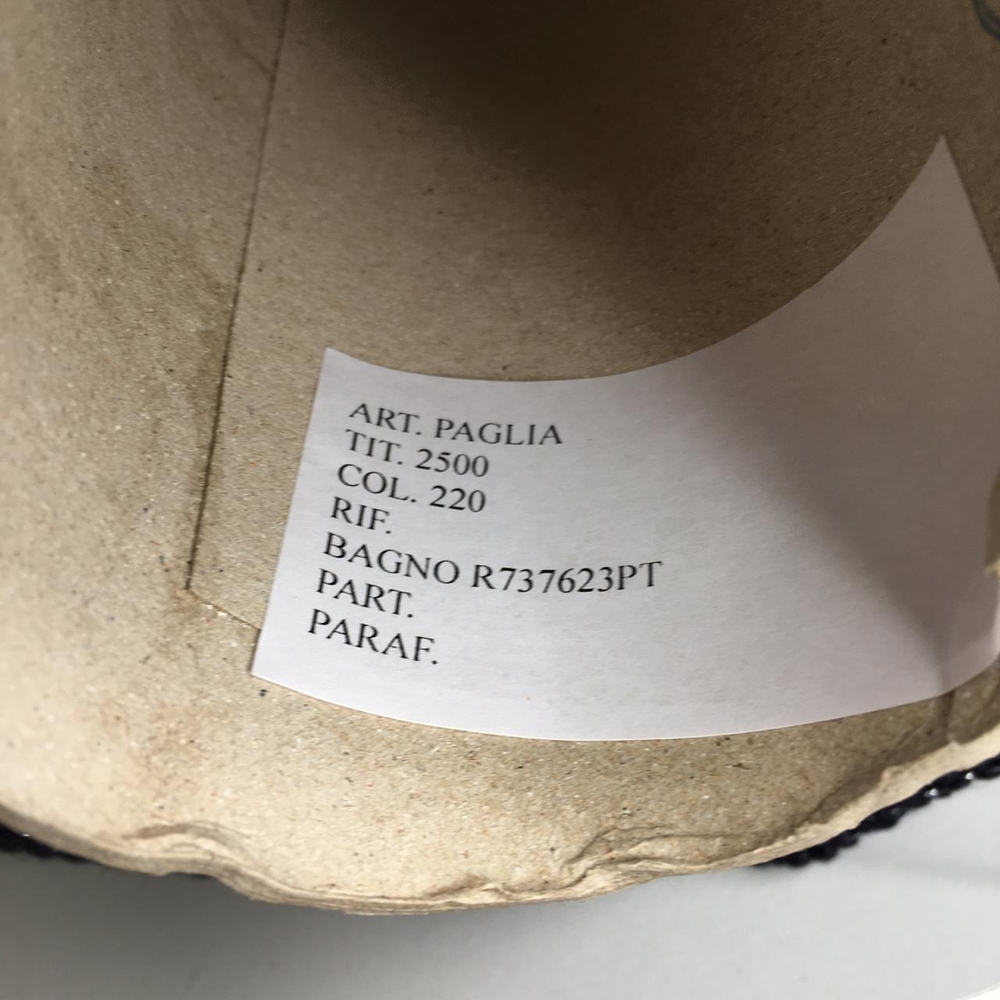 ART. PAGLIA
TIT. 2500
COL. 220
RIF.
BAGNO R737623PT
PART.
PARAF.